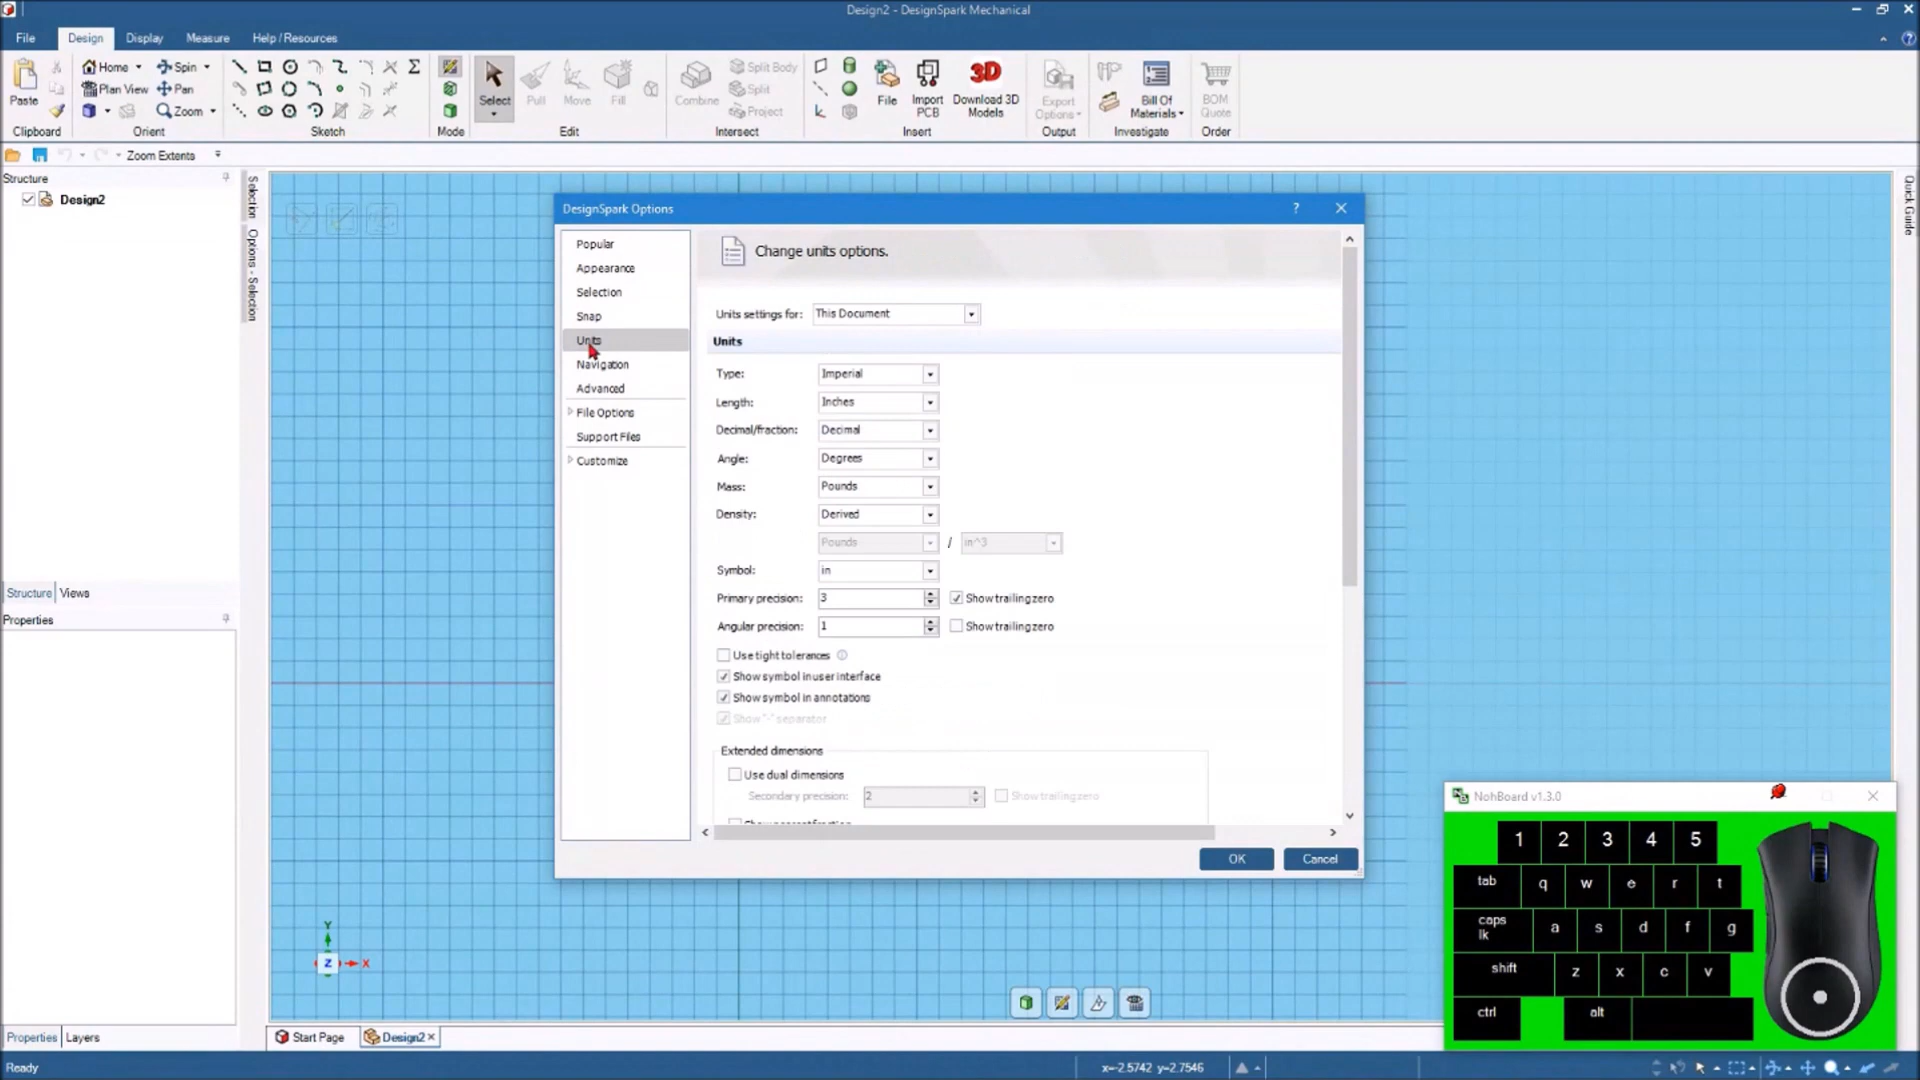 Design2 - DesignSpark Mechanical
File Design Display Measure Help / Resources
Home Spin
Plan View Pan
Zoom
Paste
Select Pull Move Fill
Combine
Split Body
Split
Project
File
Import PCB
Download 3D Models
3D
Export Options
Bill Of Materials
BOM Quote
Clipboard Orient Sketch Mode Edit Intersect Insert Output Investigate Order
Zoom Extents
Structure
Design2
Selection
Options - Selection
Quick Guide
Structure Views
Properties
Properties Layers
DesignSpark Options
?
Popular
Appearance
Selection
Snap
Units
Navigation
Advanced
File Options
Support Files
Customize
Change units options.
Units settings for: This Document
Units
Type: Imperial
Length: Inches
Decimal/fraction: Decimal
Angle: Degrees
Mass: Pounds
Density: Derived
Pounds / in^3
Symbol: in
Primary precision: 3 Show trailing zero
Angular precision: 1 Show trailing zero
Use tight tolerances
Show symbol in user interface
Show symbol in annotations
Show "-" separator
Extended dimensions
Use dual dimensions
Secondary precision: 2 Show trailing zero
OK Cancel
Y
Z X
Start Page Design2
Ready
x=-2.5742 y=2.7546
NohBoard v1.3.0
1 2 3 4 5
tab q w e r t
caps lk a s d f g
shift z x c v
ctrl alt